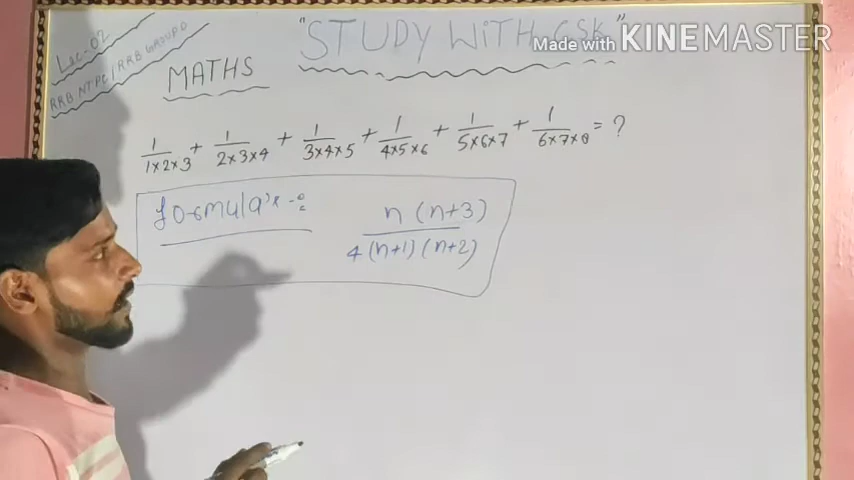 Lec-02
RRB NTPC/RRB GROUP D
"STUDY WiTH GSK"
Made with KINEMASTER
MATHS
1/1×2×3 + 1/2×3×4 + 1/3×4×5 + 1/4×5×6 + 1/5×6×7 + 1/6×7×8 = ?
formula's :-
n (n+3)
4 (n+1) (n+2)